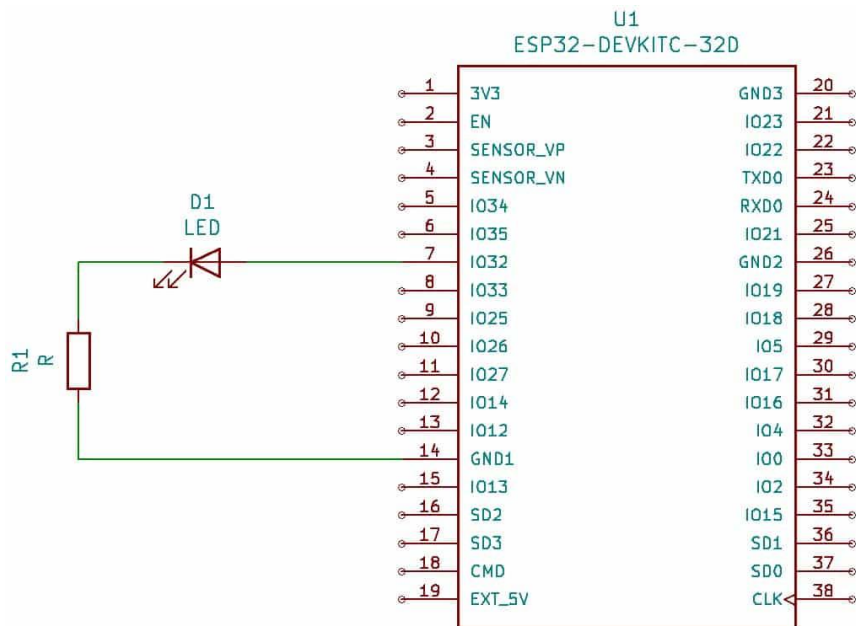 U1
ESP32-DEVKITC-32D
1 3V3 GND3 20
2 EN IO23 21
3 SENSOR_VP IO22 22
4 SENSOR_VN TXD0 23
5 IO34 RXD0 24
6 IO35 IO21 25
7 IO32 GND2 26
8 IO33 IO19 27
9 IO25 IO18 28
10 IO26 IO5 29
11 IO27 IO17 30
12 IO14 IO16 31
13 IO12 IO4 32
14 GND1 IO0 33
15 IO13 IO2 34
16 SD2 IO15 35
17 SD3 SD1 36
18 CMD SD0 37
19 EXT_5V CLK 38
D1
LED
R1
R